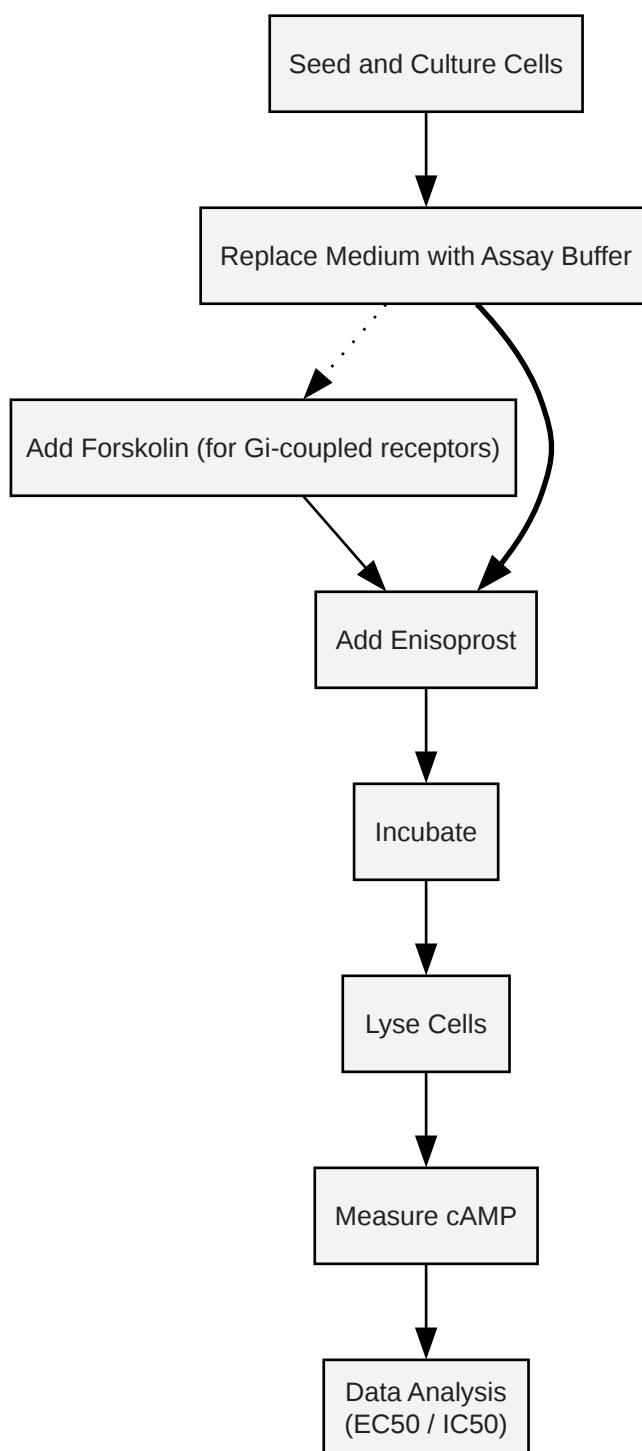 Seed and Culture Cells
Replace Medium with Assay Buffer
Add Forskolin (for Gi-coupled receptors)
Add Enisoprost
Incubate
Lyse Cells
Measure cAMP
Data Analysis
(EC50 / IC50)